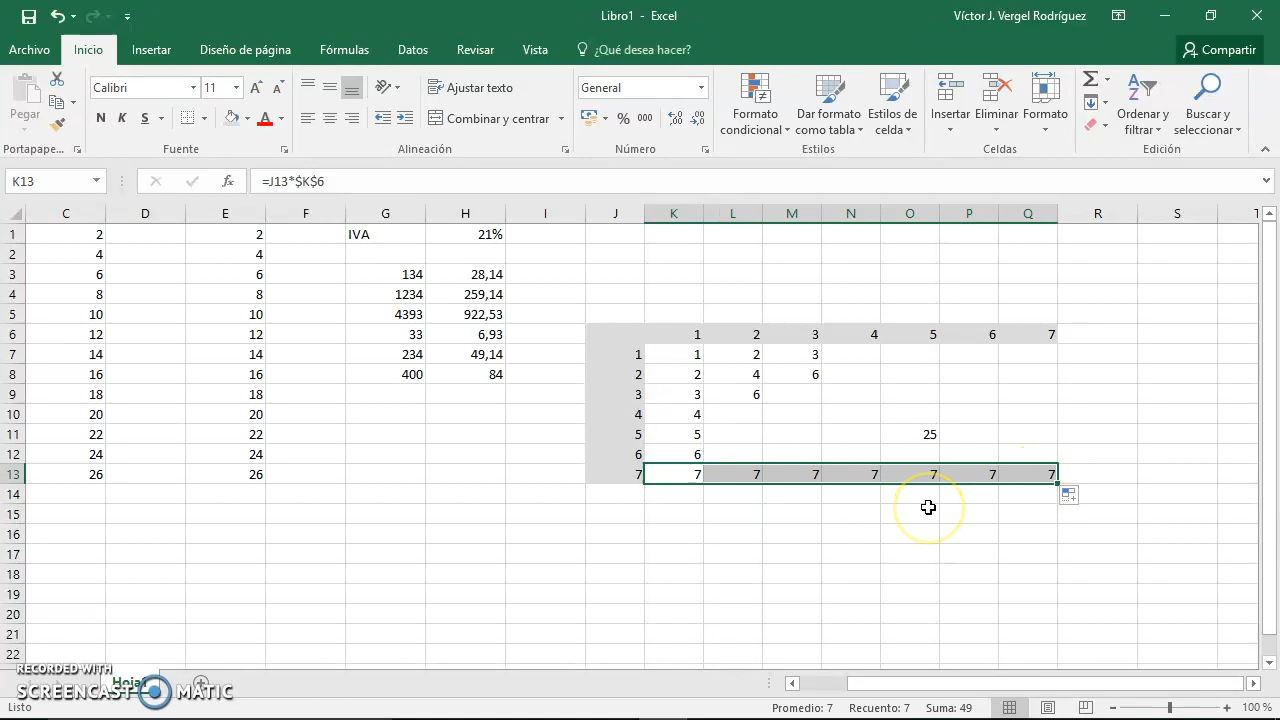 Libro1 - Excel
Víctor J. Vergel Rodríguez
Archivo Inicio Insertar Diseño de página Fórmulas Datos Revisar Vista ¿Qué desea hacer? Compartir
Pegar
Calibri 11
N K S
Ajustar texto
Combinar y centrar
General
% 000
Formato condicional
Dar formato como tabla
Estilos de celda
Insertar Eliminar Formato
Ordenar y filtrar
Buscar y seleccionar
Portapape... Fuente Alineación Número Estilos Celdas Edición
K13 fx =J13*$K$6
C D E F G H I J K L M N O P Q R S T
1 2 2 IVA 21%
2 4 4
3 6 6 134 28,14
4 8 8 1234 259,14
5 10 10 4393 922,53
6 12 12 33 6,93 1 2 3 4 5 6 7
7 14 14 234 49,14 1 1 2 3
8 16 16 400 84 2 2 4 6
9 18 18 3 3 6
10 20 20 4 4
11 22 22 5 5 25
12 24 24 6 6
13 26 26 7 7 7 7 7 7 7 7
14
15
16
17
18
19
20
21
22
RECORDED WITH
SCREENCAST-O-MATIC
Listo Promedio: 7 Recuento: 7 Suma: 49 100 %